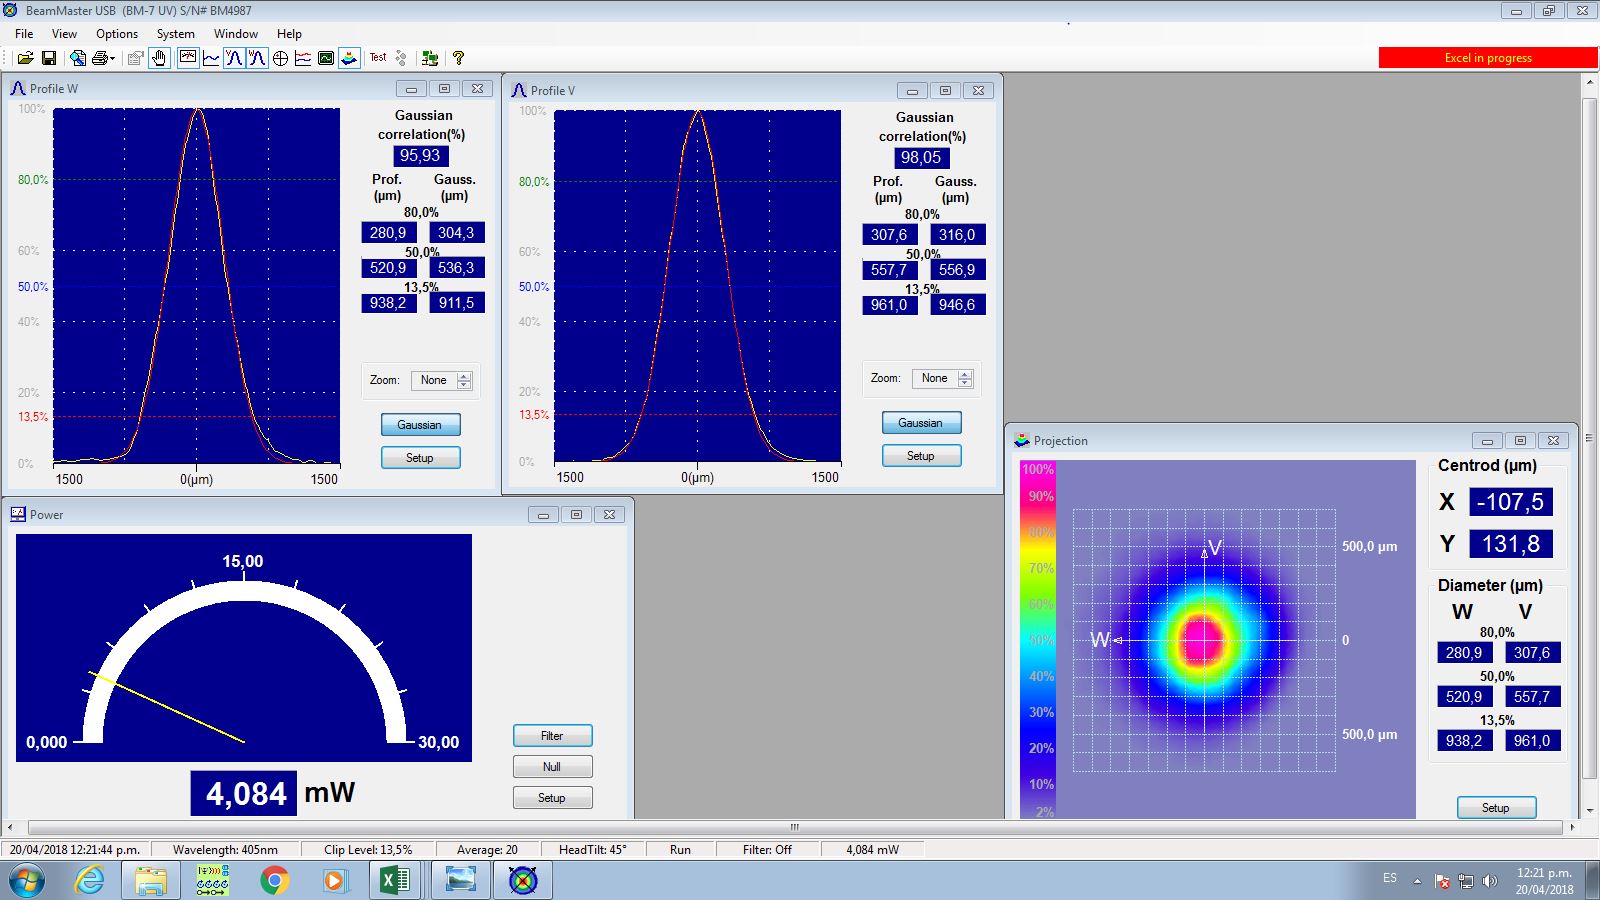 BeamMaster USB  (BM-7 UV) S/N# BM4987
File View Options System Window Help
Test
Excel in progress
Profile W
100%
80,0%
60%
50,0%
40%
20%
13,5%
0%
1500 0(µm) 1500
Gaussian
correlation(%)
95,93
Prof. Gauss.
(µm) (µm)
80,0%
280,9 304,3
50,0%
520,9 536,3
13,5%
938,2 911,5
Zoom: None
Gaussian
Setup
Profile V
100%
80,0%
60%
50,0%
40%
20%
13,5%
0%
1500 0(µm) 1500
Gaussian
correlation(%)
98,05
Prof. Gauss.
(µm) (µm)
80,0%
307,6 316,0
50,0%
557,7 556,9
13,5%
961,0 946,6
Zoom: None
Gaussian
Setup
Power
15,00
0,000 30,00
4,084 mW
Filter
Null
Setup
Projection
100%
90%
80%
70%
60%
50%
40%
30%
20%
10%
2%
V
W
500,0 µm
0
500,0 µm
Centrod (µm)
X -107,5
Y 131,8
Diameter (µm)
W V
80,0%
280,9 307,6
50,0%
520,9 557,7
13,5%
938,2 961,0
Setup
20/04/2018 12:21:44 p.m. Wavelength: 405nm Clip Level: 13,5% Average: 20 HeadTilt: 45° Run Filter: Off 4,084 mW
ES
12:21 p.m.
20/04/2018